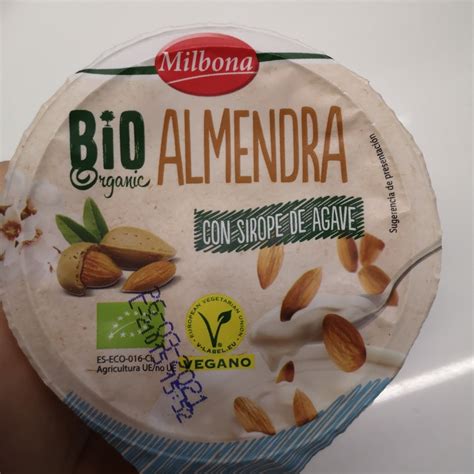 Milbona
BiO
Organic
ALMENDRA
CON SIROPE DE AGAVE
Sugerencia de presentación
EUROPEAN VEGETARIAN UNION
V-LABEL.EU
VEGANO
ES-ECO-016-CL
Agricultura UE/no UE